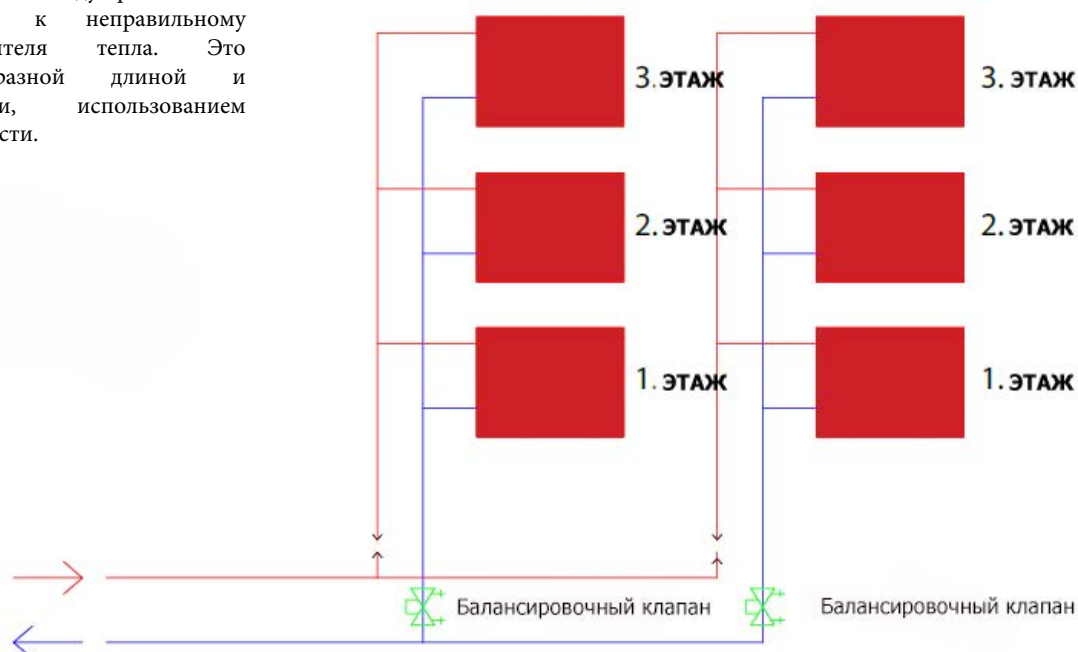 к неправильному
теля тепла. Это
разной длиной и
и, использованием
сти.
3.ЭТАЖ
3. ЭТАЖ
2.ЭТАЖ
2. ЭТАЖ
1.ЭТАЖ
1. ЭТАЖ
Балансировочный клапан
Балансировочный клапан